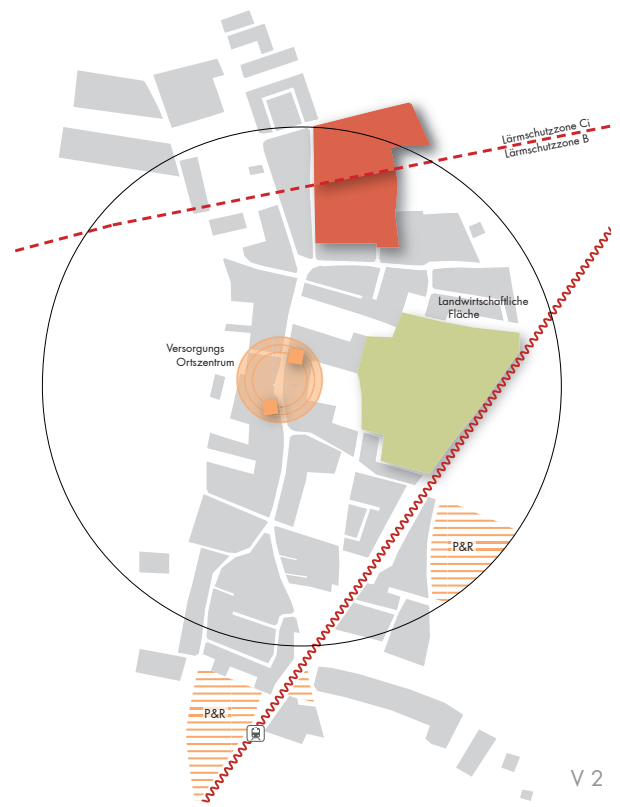 Lärmschutzzone Ci
Lärmschutzzone B
Landwirtschaftliche
Fläche
Versorgungs
Ortszentrum
P&R
P&R
V 2